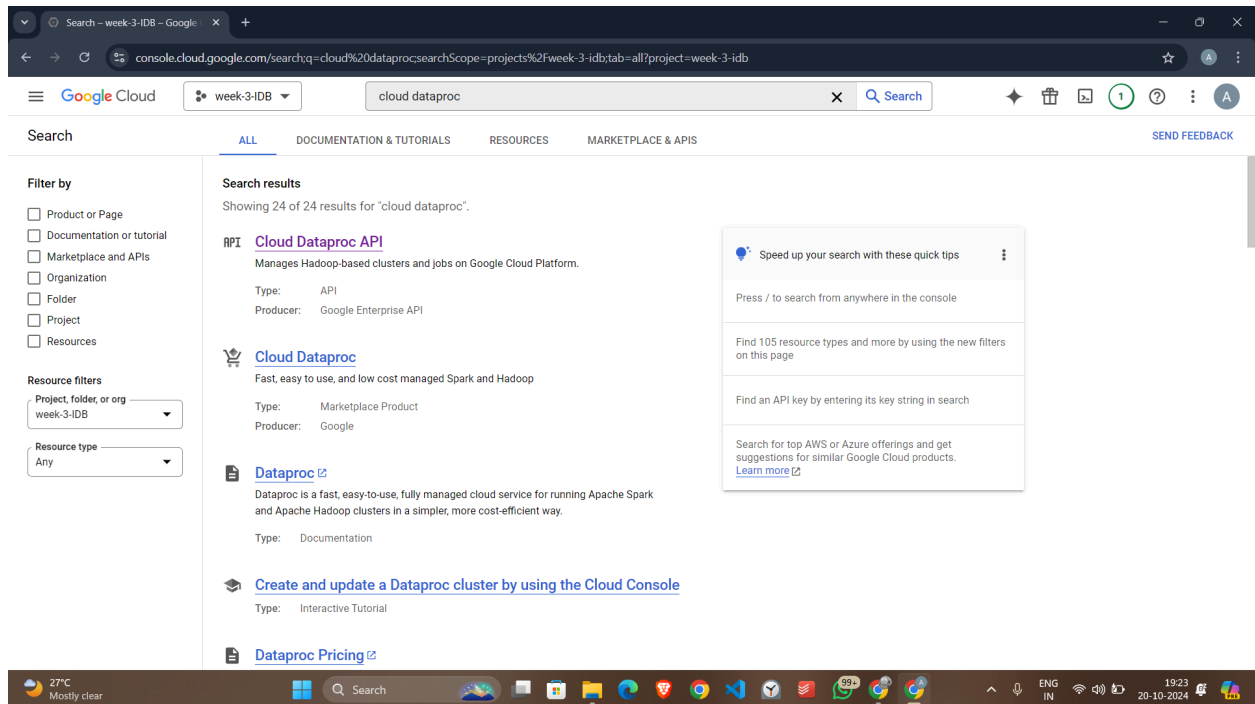 Search – week-3-IDB – Google
console.cloud.google.com/search;q=cloud%20dataproc;searchScope=projects%2Fweek-3-idb;tab=all?project=week-3-idb
A
Google Cloud
week-3-IDB
cloud dataproc
Search
1
A
Search
ALL
DOCUMENTATION & TUTORIALS
RESOURCES
MARKETPLACE & APIS
SEND FEEDBACK
Filter by
Product or Page
Documentation or tutorial
Marketplace and APIs
Organization
Folder
Project
Resources
Resource filters
Project, folder, or org
week-3-IDB
Resource type
Any
Search results
Showing 24 of 24 results for "cloud dataproc".
API
Cloud Dataproc API
Manages Hadoop-based clusters and jobs on Google Cloud Platform.
Type: API
Producer: Google Enterprise API
Cloud Dataproc
Fast, easy to use, and low cost managed Spark and Hadoop
Type: Marketplace Product
Producer: Google
Dataproc
Dataproc is a fast, easy-to-use, fully managed cloud service for running Apache Spark
and Apache Hadoop clusters in a simpler, more cost-efficient way.
Type: Documentation
Create and update a Dataproc cluster by using the Cloud Console
Type: Interactive Tutorial
Dataproc Pricing
Speed up your search with these quick tips
Press / to search from anywhere in the console
Find 105 resource types and more by using the new filters
on this page
Find an API key by entering its key string in search
Search for top AWS or Azure offerings and get
suggestions for similar Google Cloud products.
Learn more
27°C
Mostly clear
Search
99+
ENG
IN
19:23
20-10-2024